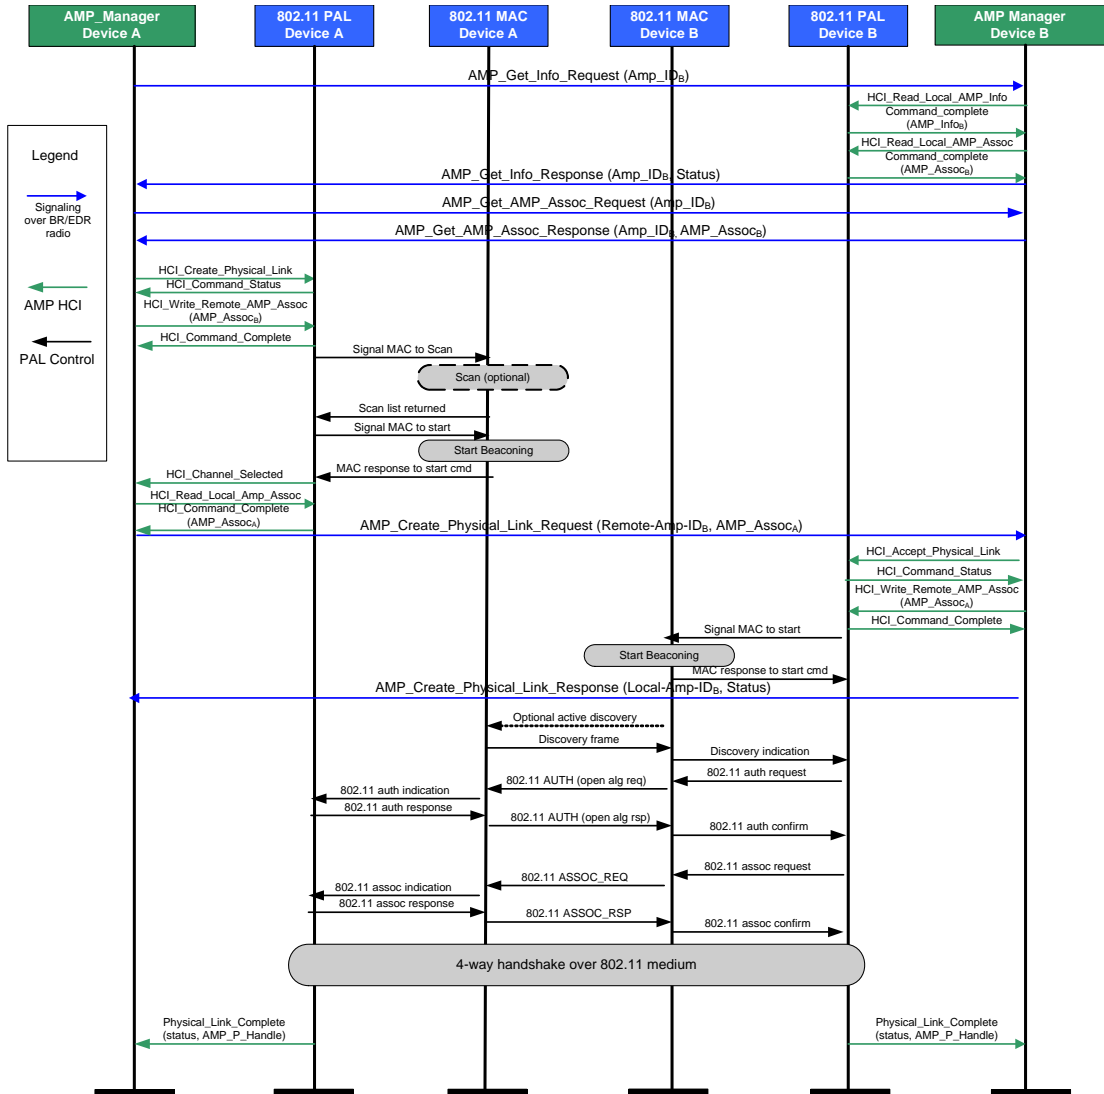 AMP_Manager
Device A
802.11 PAL
Device A
802.11 MAC
Device A
802.11 MAC
Device B
802.11 PAL
Device B
AMP Manager
Device B
AMP_Get_Info_Request (Amp_IDB)
HCI_Read_Local_AMP_Info
Command_complete
(AMP_InfoB)
HCI_Read_Local_AMP_Assoc
Command_complete
(AMP_AssocB)
AMP_Get_Info_Response (Amp_IDB, Status)
AMP_Get_AMP_Assoc_Request (Amp_IDB)
AMP_Get_AMP_Assoc_Response (Amp_IDB, AMP_AssocB)
Legend
Signaling
over BR/EDR
radio
AMP HCI
PAL Control
HCI_Create_Physical_Link
HCI_Command_Status
HCI_Write_Remote_AMP_Assoc
(AMP_AssocB)
HCI_Command_Complete
Signal MAC to Scan
Scan (optional)
Scan list returned
Signal MAC to start
Start Beaconing
MAC response to start cmd
HCI_Channel_Selected
HCI_Read_Local_Amp_Assoc
HCI_Command_Complete
(AMP_AssocA)
AMP_Create_Physical_Link_Request (Remote-Amp-IDB, AMP_AssocA)
HCI_Accept_Physical_Link
HCI_Command_Status
HCI_Write_Remote_AMP_Assoc
(AMP_AssocA)
HCI_Command_Complete
Signal MAC to start
Start Beaconing
MAC response to start cmd
AMP_Create_Physical_Link_Response (Local-Amp-IDB, Status)
Optional active discovery
Discovery frame
Discovery indication
802.11 auth request
802.11 AUTH (open alg req)
802.11 auth indication
802.11 auth response
802.11 AUTH (open alg rsp)
802.11 auth confirm
802.11 assoc request
802.11 ASSOC_REQ
802.11 assoc indication
802.11 assoc response
802.11 ASSOC_RSP
802.11 assoc confirm
4-way handshake over 802.11 medium
Physical_Link_Complete
(status, AMP_P_Handle)
Physical_Link_Complete
(status, AMP_P_Handle)